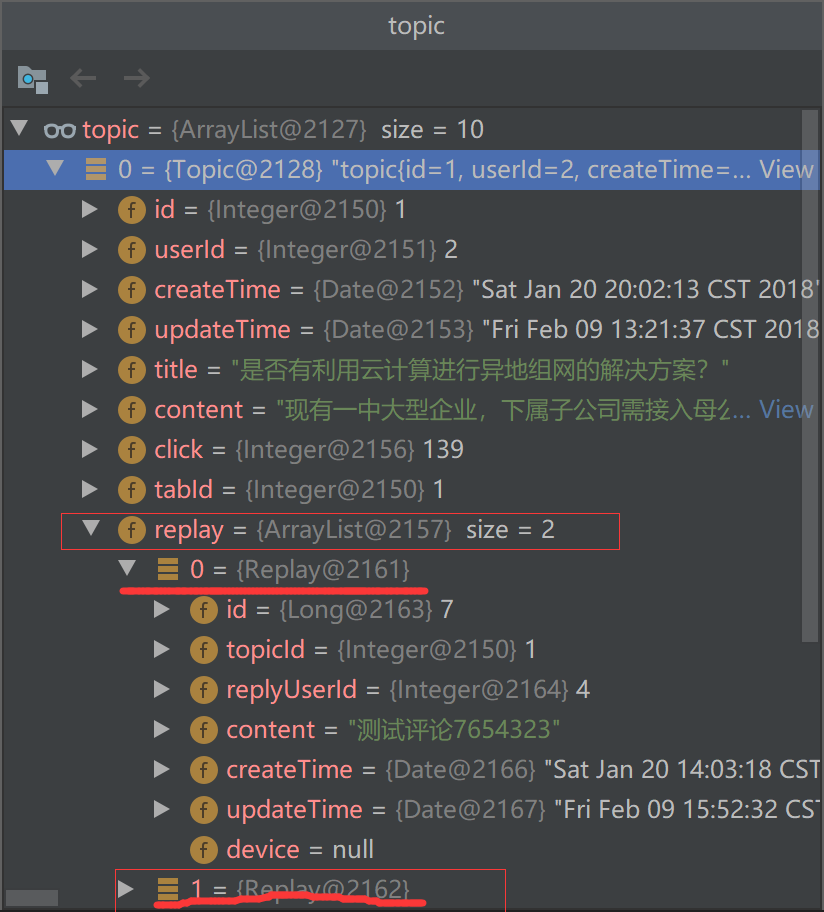 topic
topic = {ArrayList@2127} size = 10
0 = {Topic@2128} "topic{id=1, userId=2, createTime=... View
f id = {Integer@2150} 1
f userId = {Integer@2151} 2
f createTime = {Date@2152} "Sat Jan 20 20:02:13 CST 2018"
f updateTime = {Date@2153} "Fri Feb 09 13:21:37 CST 2018
f title = "是否有利用云计算进行异地组网的解决方案？"
f content = "现有一中大型企业，下属子公司需接入母公... View
f click = {Integer@2156} 139
f tabId = {Integer@2150} 1
f replay = {ArrayList@2157} size = 2
0 = {Replay@2161}
f id = {Long@2163} 7
f topicId = {Integer@2150} 1
f replyUserId = {Integer@2164} 4
f content = "测试评论7654323"
f createTime = {Date@2166} "Sat Jan 20 14:03:18 CST
f updateTime = {Date@2167} "Fri Feb 09 15:52:32 CST
f device = null
1 = {Replay@2162}